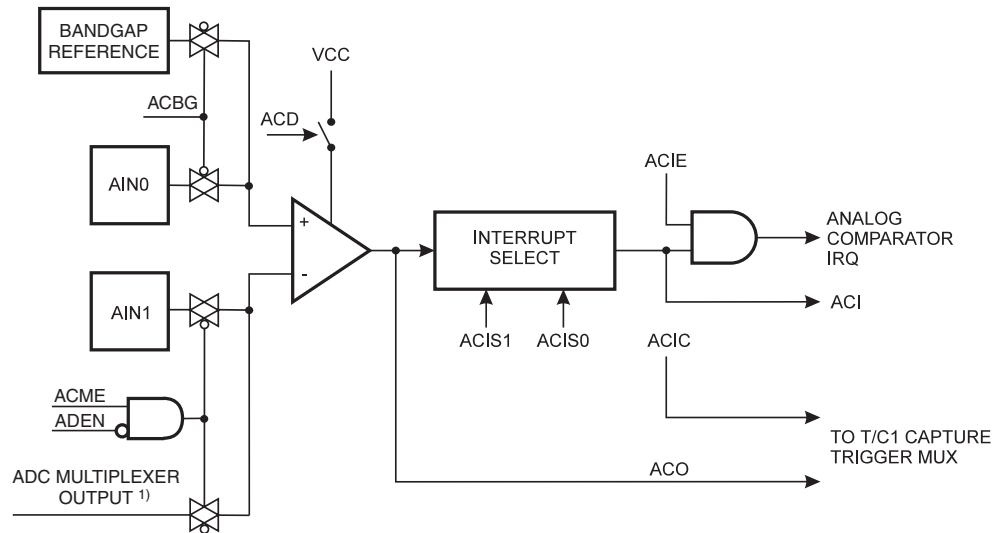 BANDGAP
REFERENCE
VCC
ACBG
ACD
AIN0
ACIE
+
INTERRUPT
SELECT
ANALOG
COMPARATOR
IRQ
-
AIN1
ACI
ACIS1 ACIS0 ACIC
ACME
ADEN
TO T/C1 CAPTURE
TRIGGER MUX
ADC MULTIPLEXER
OUTPUT 1)
ACO